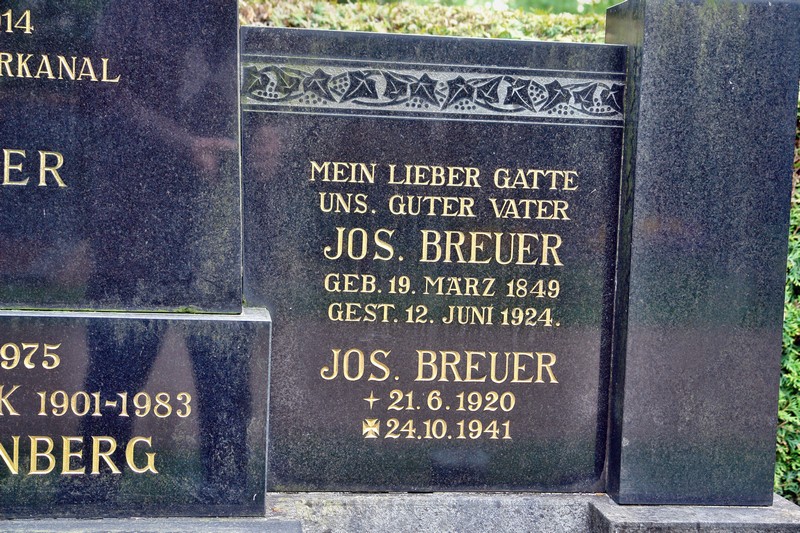 14
RKANAL
ER
1975
K 1901-1983
NBERG
MEIN LIEBER GATTE
UNS. GUTER VATER
JOS. BREUER
GEB. 19. MÄRZ 1849
GEST. 12. JUNI 1924.
JOS. BREUER
21. 6. 1920
24.10.1941